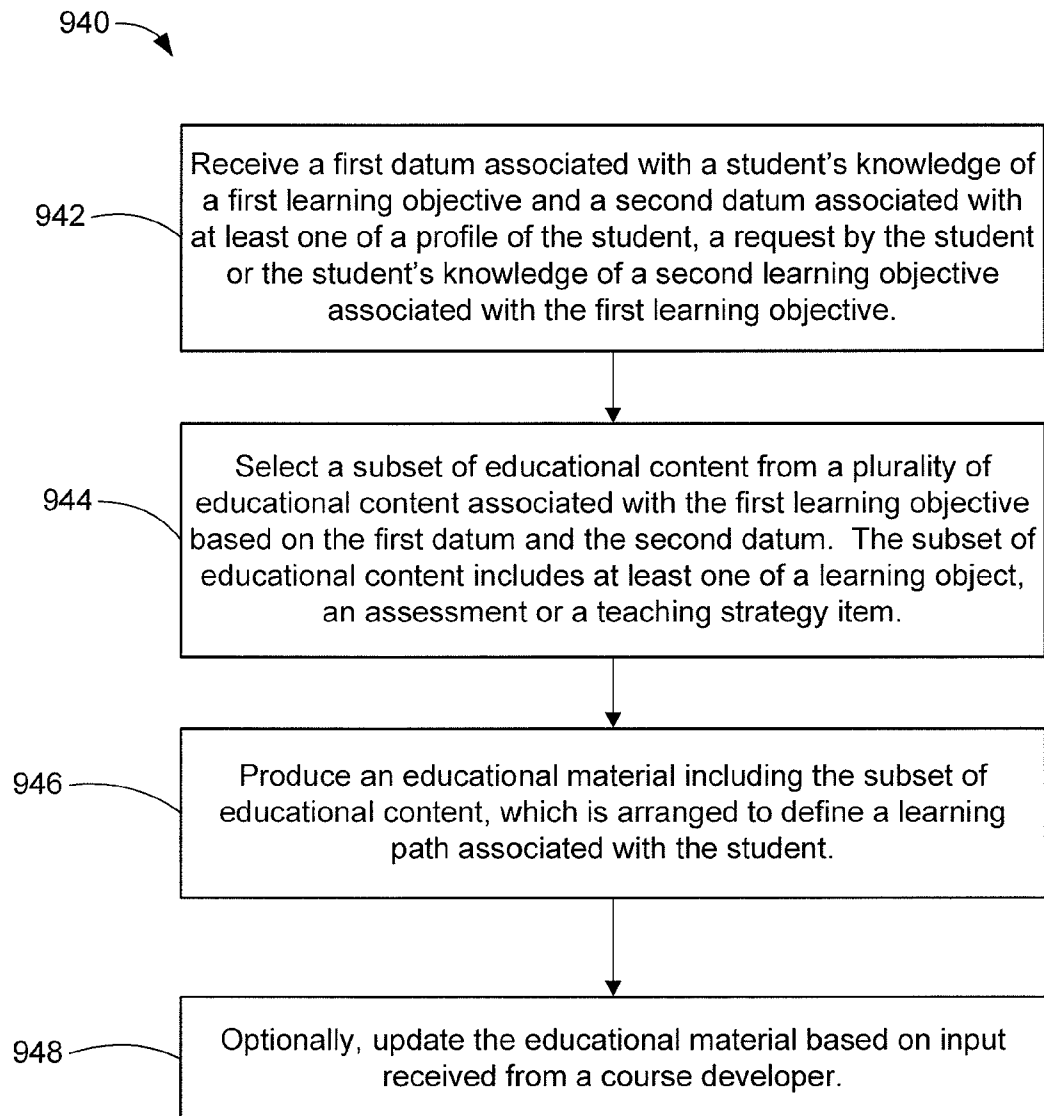 940
Receive a first datum associated with a student's knowledge of
a first learning objective and a second datum associated with
942
at least one of a profile of the student, a request by the student
or the student's knowledge of a second learning objective
associated with the first learning objective.
Select a subset of educational content from a plurality of
944
educational content associated with the first learning objective
based on the first datum and the second datum.  The subset of
educational content includes at least one of a learning object,
an assessment or a teaching strategy item.
946
Produce an educational material including the subset of
educational content, which is arranged to define a learning
path associated with the student.
948
Optionally, update the educational material based on input
received from a course developer.